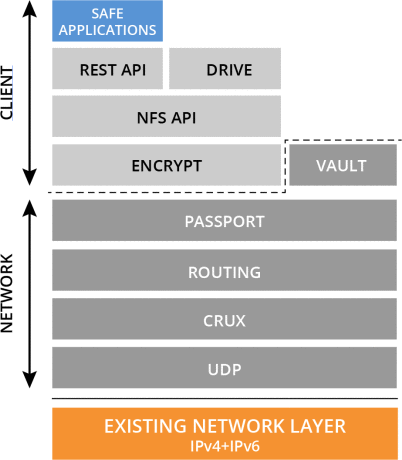 SAFE
APPLICATIONS
REST API
DRIVE
NFS API
ENCRYPT
VAULT
CLIENT
PASSPORT
ROUTING
CRUX
UDP
NETWORK
EXISTING NETWORK LAYER
IPv4+IPv6